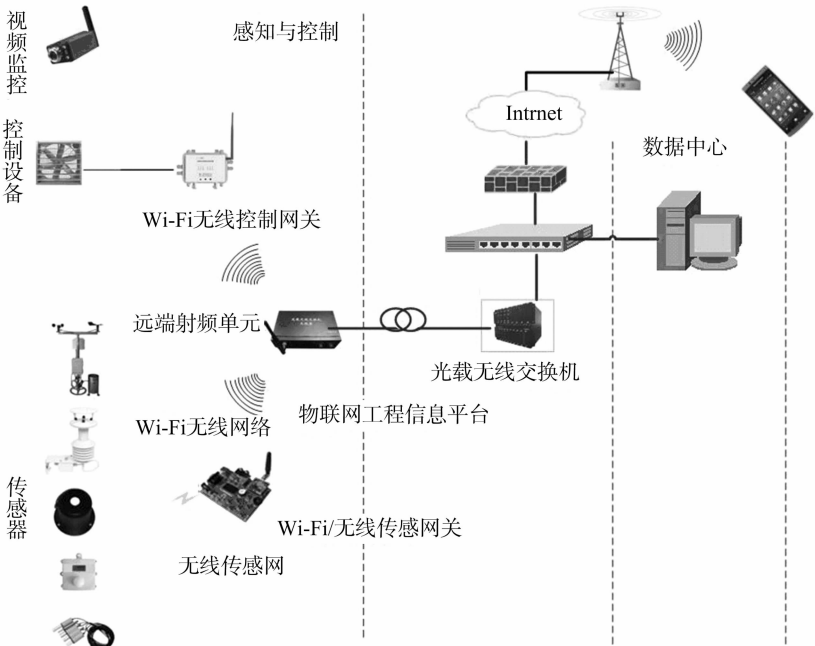 视频监控
感知与控制
Intrnet
数据中心
控制设备
Wi-Fi无线控制网关
远端射频单元
光载无线交换机
物联网工程信息平台
Wi-Fi无线网络
传感器
Wi-Fi/无线传感网关
无线传感网